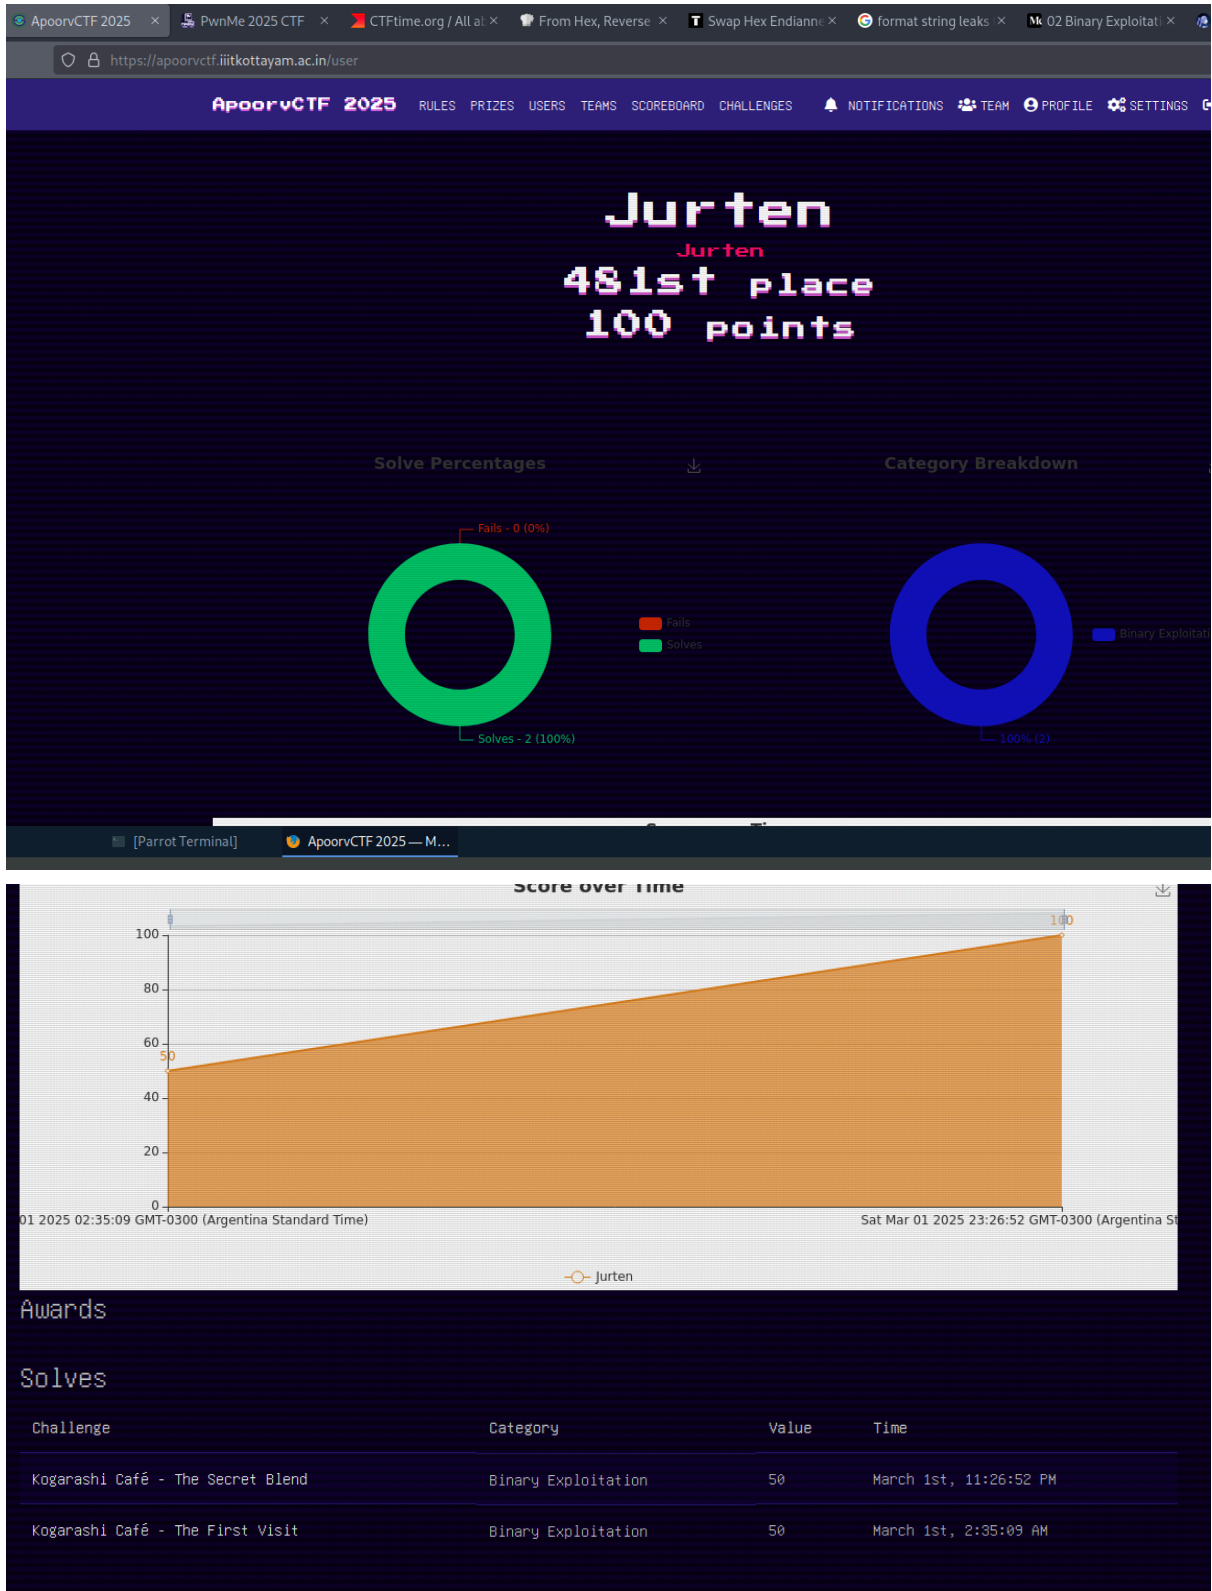 ApoorvCTF 2025 × PwnMe 2025 CTF × CTFtime.org / All ab × From Hex, Reverse × Swap Hex Endianne × format string leaks × 02 Binary Exploitati ×
https://apoorvctf.iiitkottayam.ac.in/user
ApoorvCTF 2025 RULES PRIZES USERS TEAMS SCOREBOARD CHALLENGES NOTIFICATIONS TEAM PROFILE SETTINGS
Jurten
Jurten
481st place
100 points
Solve Percentages Category Breakdown
Fails - 0 (0%)
Fails
Solves
Binary Exploitati
Solves - 2 (100%) 100% (2)
[Parrot Terminal] ApoorvCTF 2025 — M...
Score over Time
100
100
80
60
50
40
20
0
01 2025 02:35:09 GMT-0300 (Argentina Standard Time) Sat Mar 01 2025 23:26:52 GMT-0300 (Argentina St
Jurten
Awards
Solves
Challenge Category Value Time
Kogarashi Café - The Secret Blend Binary Exploitation 50 March 1st, 11:26:52 PM
Kogarashi Café - The First Visit Binary Exploitation 50 March 1st, 2:35:09 AM